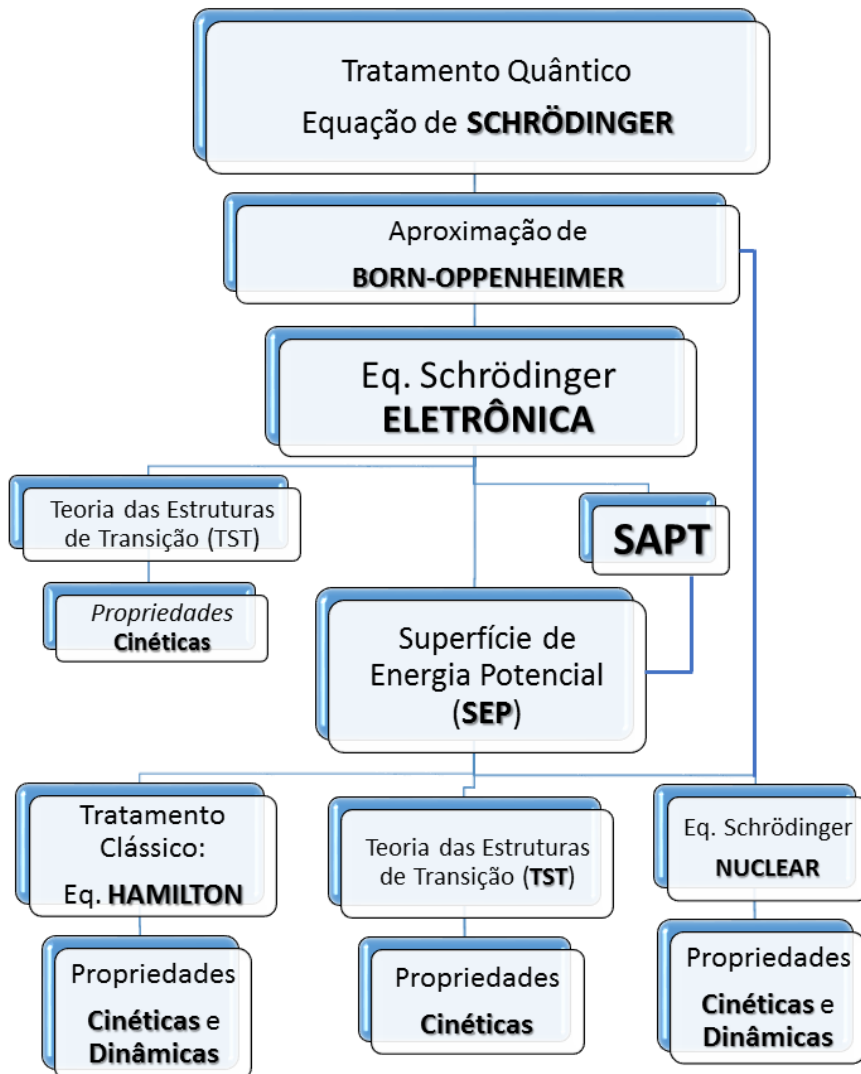 Tratamento Quântico
Equação de SCHRÖDINGER
Aproximação de
BORN-OPPENHEIMER
Eq. Schrödinger
ELETRÔNICA
Teoria das Estruturas
de Transição (TST)
SAPT
Propriedades
Cinéticas
Superfície de
Energia Potencial
(SEP)
Tratamento
Clássico:
Eq. HAMILTON
Teoria das Estruturas
de Transição (TST)
Eq. Schrödinger
NUCLEAR
Propriedades
Cinéticas e
Dinâmicas
Propriedades
Cinéticas
Propriedades
Cinéticas e
Dinâmicas